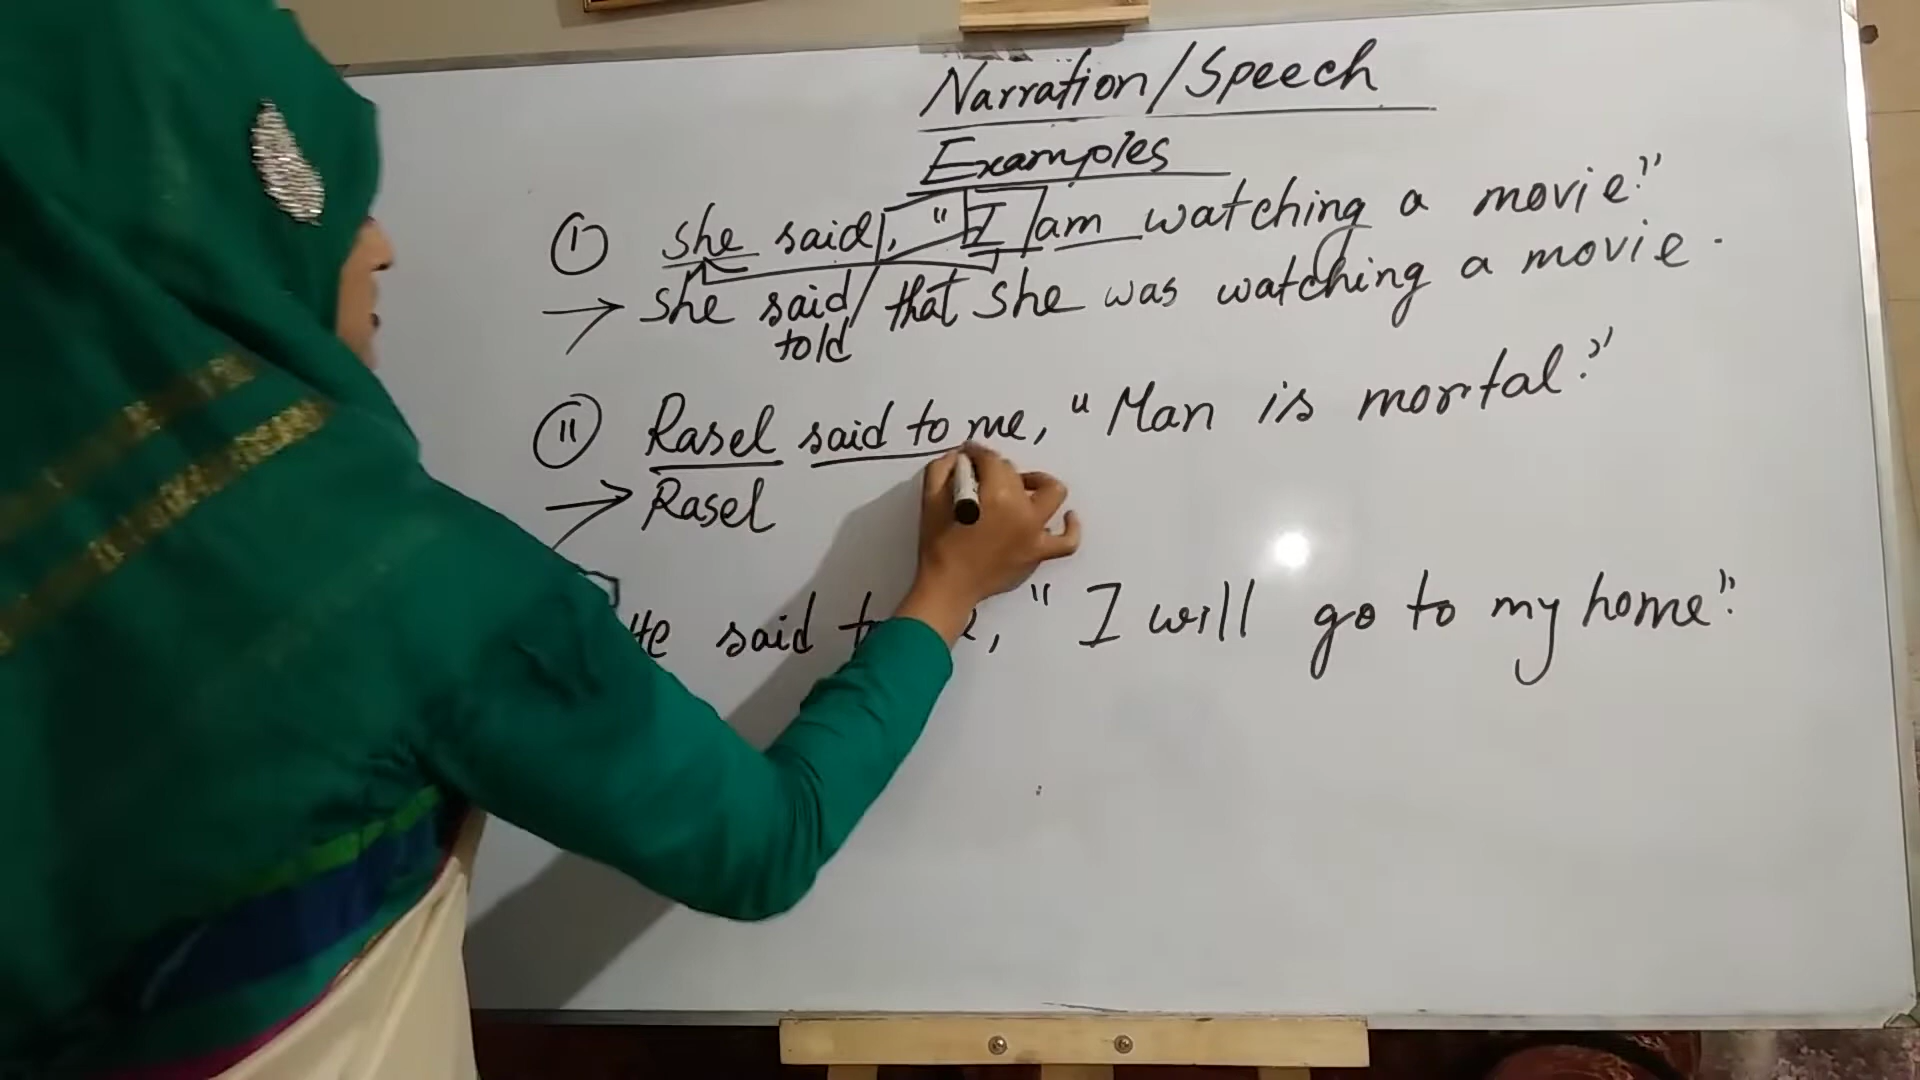 Narration/Speech
Examples
(i) She said, "I am watching a movie."
→ She said/ that she was watching a movie.
told
(ii) Rasel said to me, "Man is mortal."
→ Rasel
He said "I will go to my home".